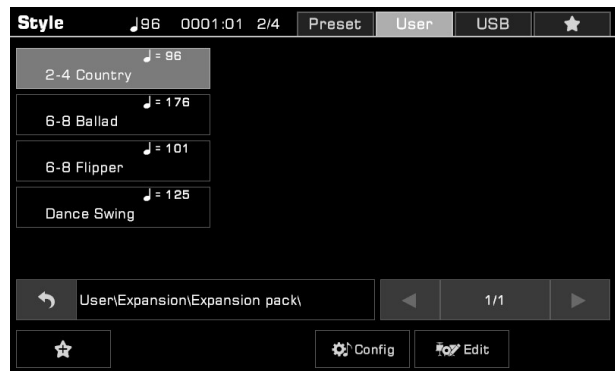 Style ♩96 0001:01 2/4 Preset User USB ★
♩= 96
2-4 Country
♩= 176
6-8 Ballad
♩= 101
6-8 Flipper
♩= 125
Dance Swing
User\Expansion\Expansion pack\ 1/1
Config Edit